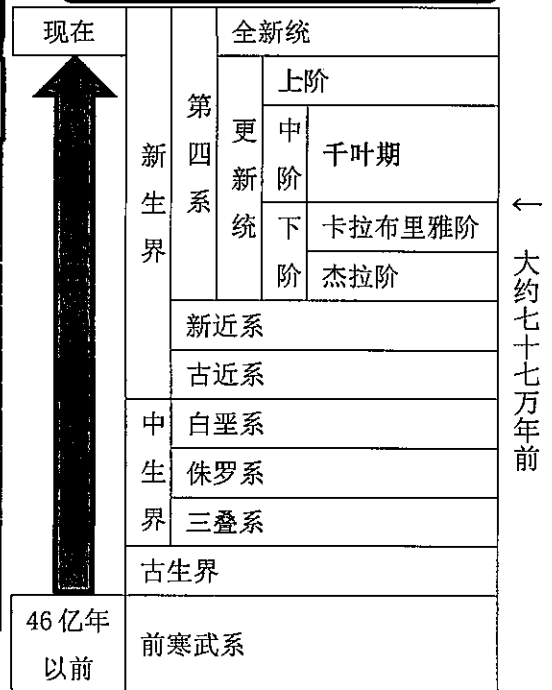 现在
全新统
上阶
第四系
更新统
中阶
千叶期
新生界
下阶
卡拉布里雅阶
杰拉阶
←大约七十七万年前
新近系
古近系
中生界
白垩系
侏罗系
三叠系
古生界
46亿年
以前
前寒武系